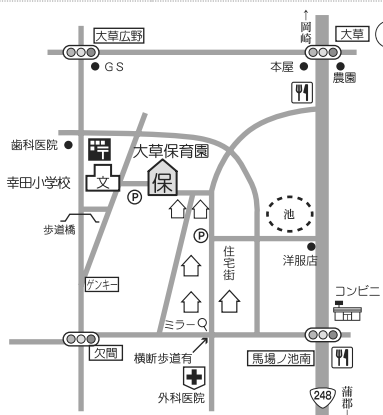 大草広野
↑岡崎
大草
GS
本屋
農園
歯科医院
大草保育園
幸田小学校
文
保
P
池
歩道橋
P
住宅街
洋服店
ゲンキー
コンビニ
ミラー
欠間
横断歩道有
馬場ノ池南
外科医院
248
蒲郡